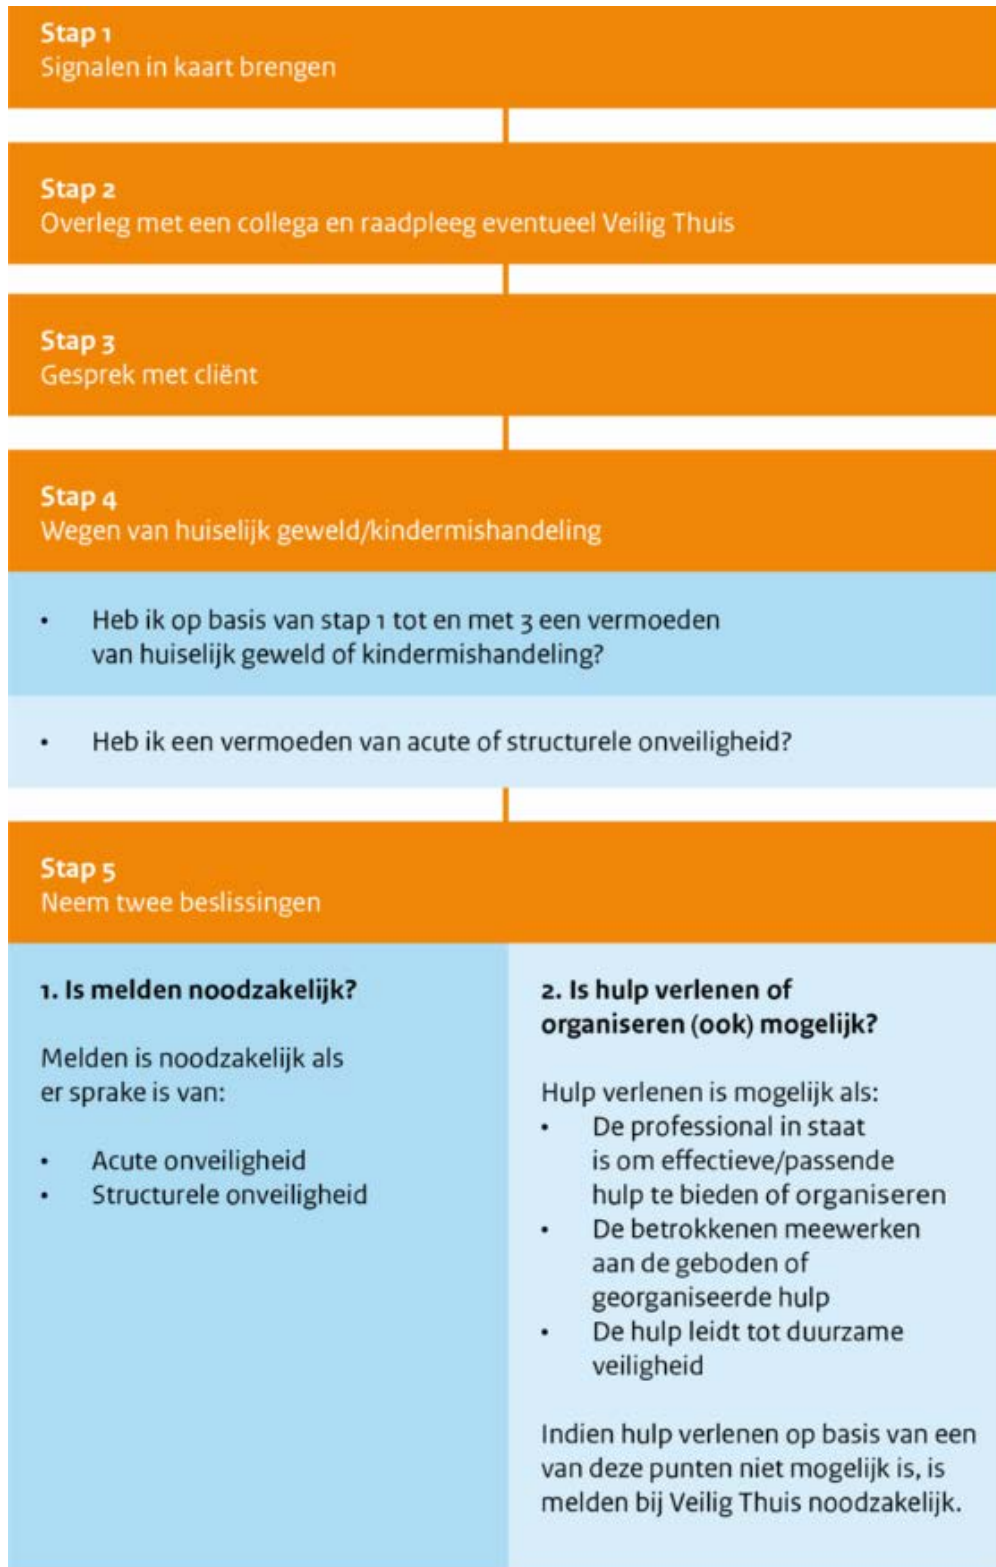 Stap 1
Signalen in kaart brengen
Stap 2
Overleg met een collega en raadpleeg eventueel Veilig Thuis
Stap 3
Gesprek met cliënt
Stap 4
Wegen van huiselijk geweld/kindermishandeling
• Heb ik op basis van stap 1 tot en met 3 een vermoeden
van huiselijk geweld of kindermishandeling?
• Heb ik een vermoeden van acute of structurele onveiligheid?
Stap 5
Neem twee beslissingen
1. Is melden noodzakelijk?
Melden is noodzakelijk als
er sprake is van:
• Acute onveiligheid
• Structurele onveiligheid
2. Is hulp verlenen of
organiseren (ook) mogelijk?
Hulp verlenen is mogelijk als:
• De professional in staat
is om effectieve/passende
hulp te bieden of organiseren
• De betrokkenen meewerken
aan de geboden of
georganiseerde hulp
• De hulp leidt tot duurzame
veiligheid
Indien hulp verlenen op basis van een
van deze punten niet mogelijk is, is
melden bij Veilig Thuis noodzakelijk.